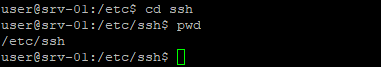 user@srv-01:/etc$ cd ssh
user@srv-01:/etc/ssh$ pwd
/etc/ssh
user@srv-01:/etc/ssh$